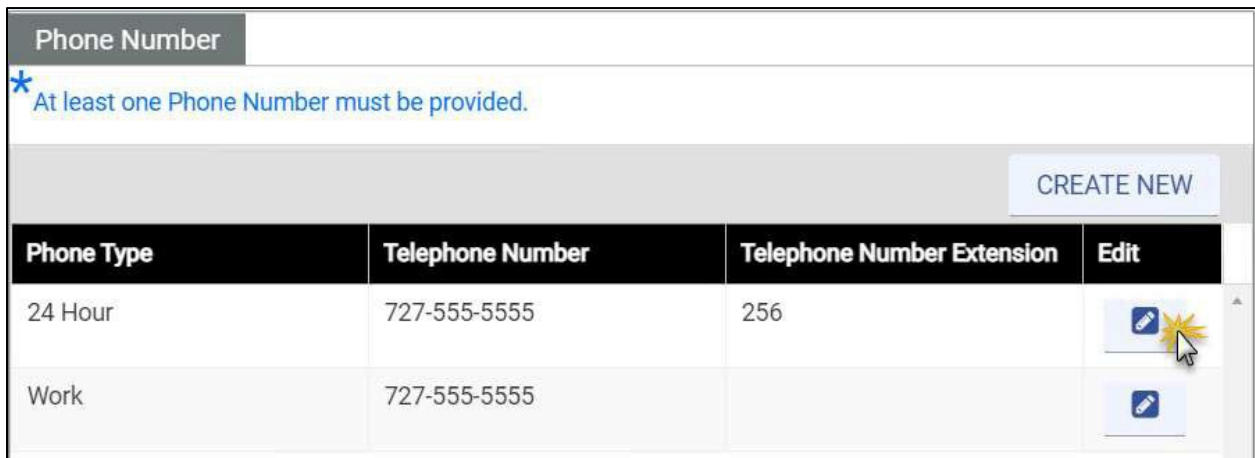 Phone Number
*At least one Phone Number must be provided.
CREATE NEW
Phone Type Telephone Number Telephone Number Extension Edit
24 Hour 727-555-5555 256
Work 727-555-5555